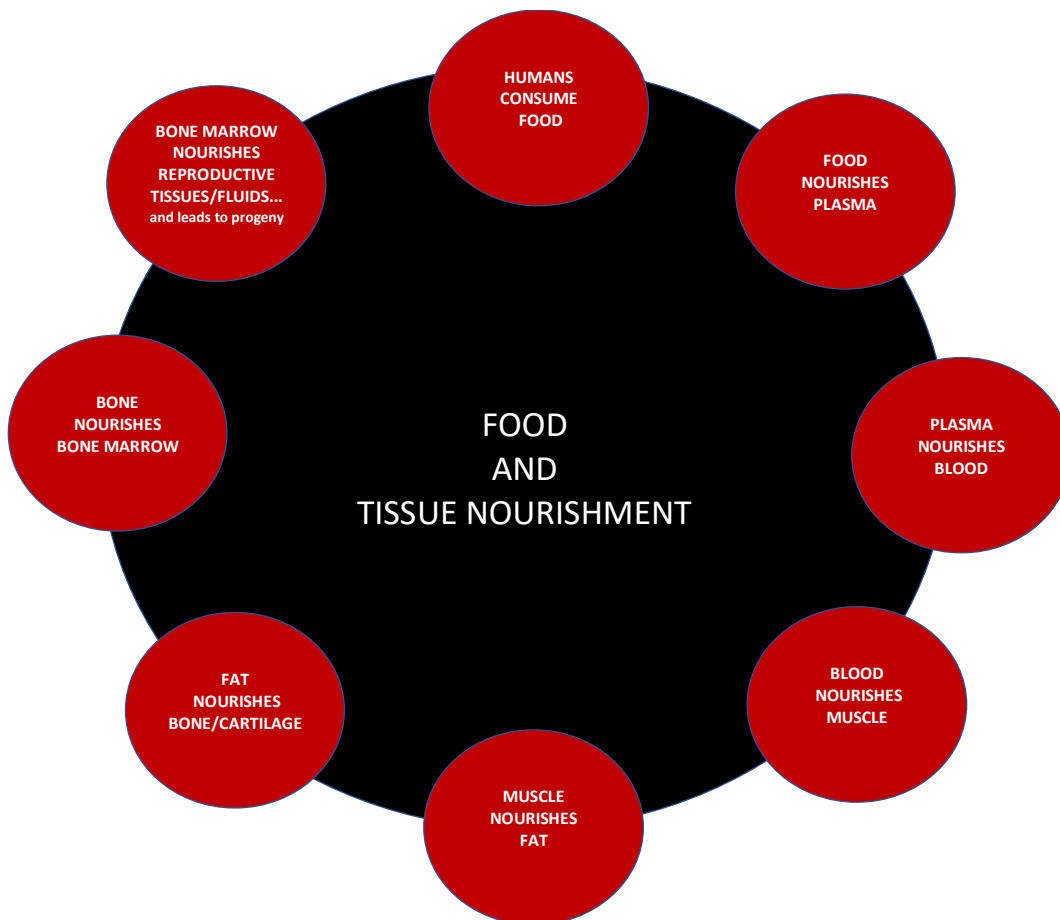 HUMANS
CONSUME
FOOD
FOOD
NOURISHES
PLASMA
PLASMA
NOURISHES
BLOOD
BLOOD
NOURISHES
MUSCLE
MUSCLE
NOURISHES
FAT
FAT
NOURISHES
BONE/CARTILAGE
BONE
NOURISHES
BONE MARROW
BONE MARROW
NOURISHES
REPRODUCTIVE
TISSUES/FLUIDS...
and leads to progeny
FOOD
AND
TISSUE NOURISHMENT